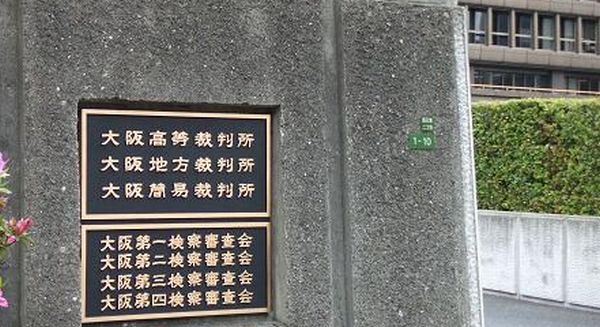 大阪高等裁判所
大阪地方裁判所
大阪簡易裁判所
大阪第一検察審査会
大阪第二検察審査会
大阪第三検察審査会
大阪第四検察審査会
1-10